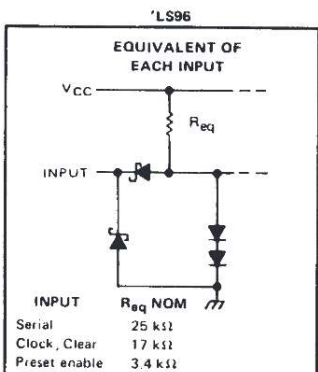 'LS96
EQUIVALENT OF
EACH INPUT
VCC
Req
INPUT
INPUT Req NOM
Serial 25 kΩ
Clock, Clear 17 kΩ
Preset enable 3.4 kΩ